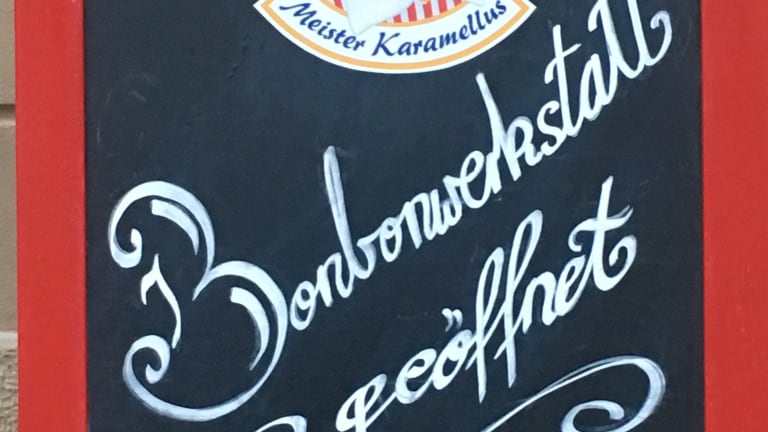 Meister Karamellus
Bonbonwerkstatt
geöffnet